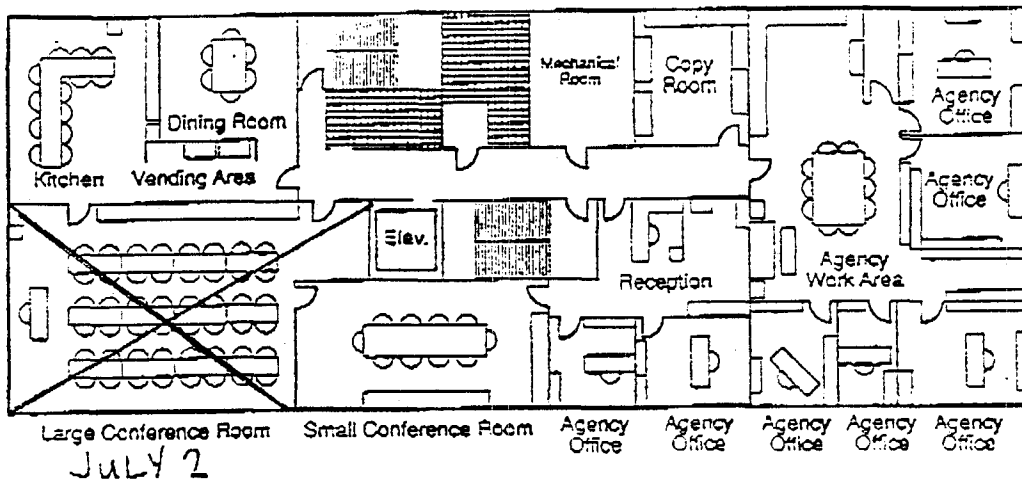 Mechanical
Room
Copy
Room
Agency
Office
Dining Room
Kitchen
Vending Area
Agency
Office
Elev.
Reception
Agency
Work Area
Large Conference Room
Small Conference Room
Agency
Office
Agency
Office
Agency
Office
Agency
Office
Agency
Office
JULY 2